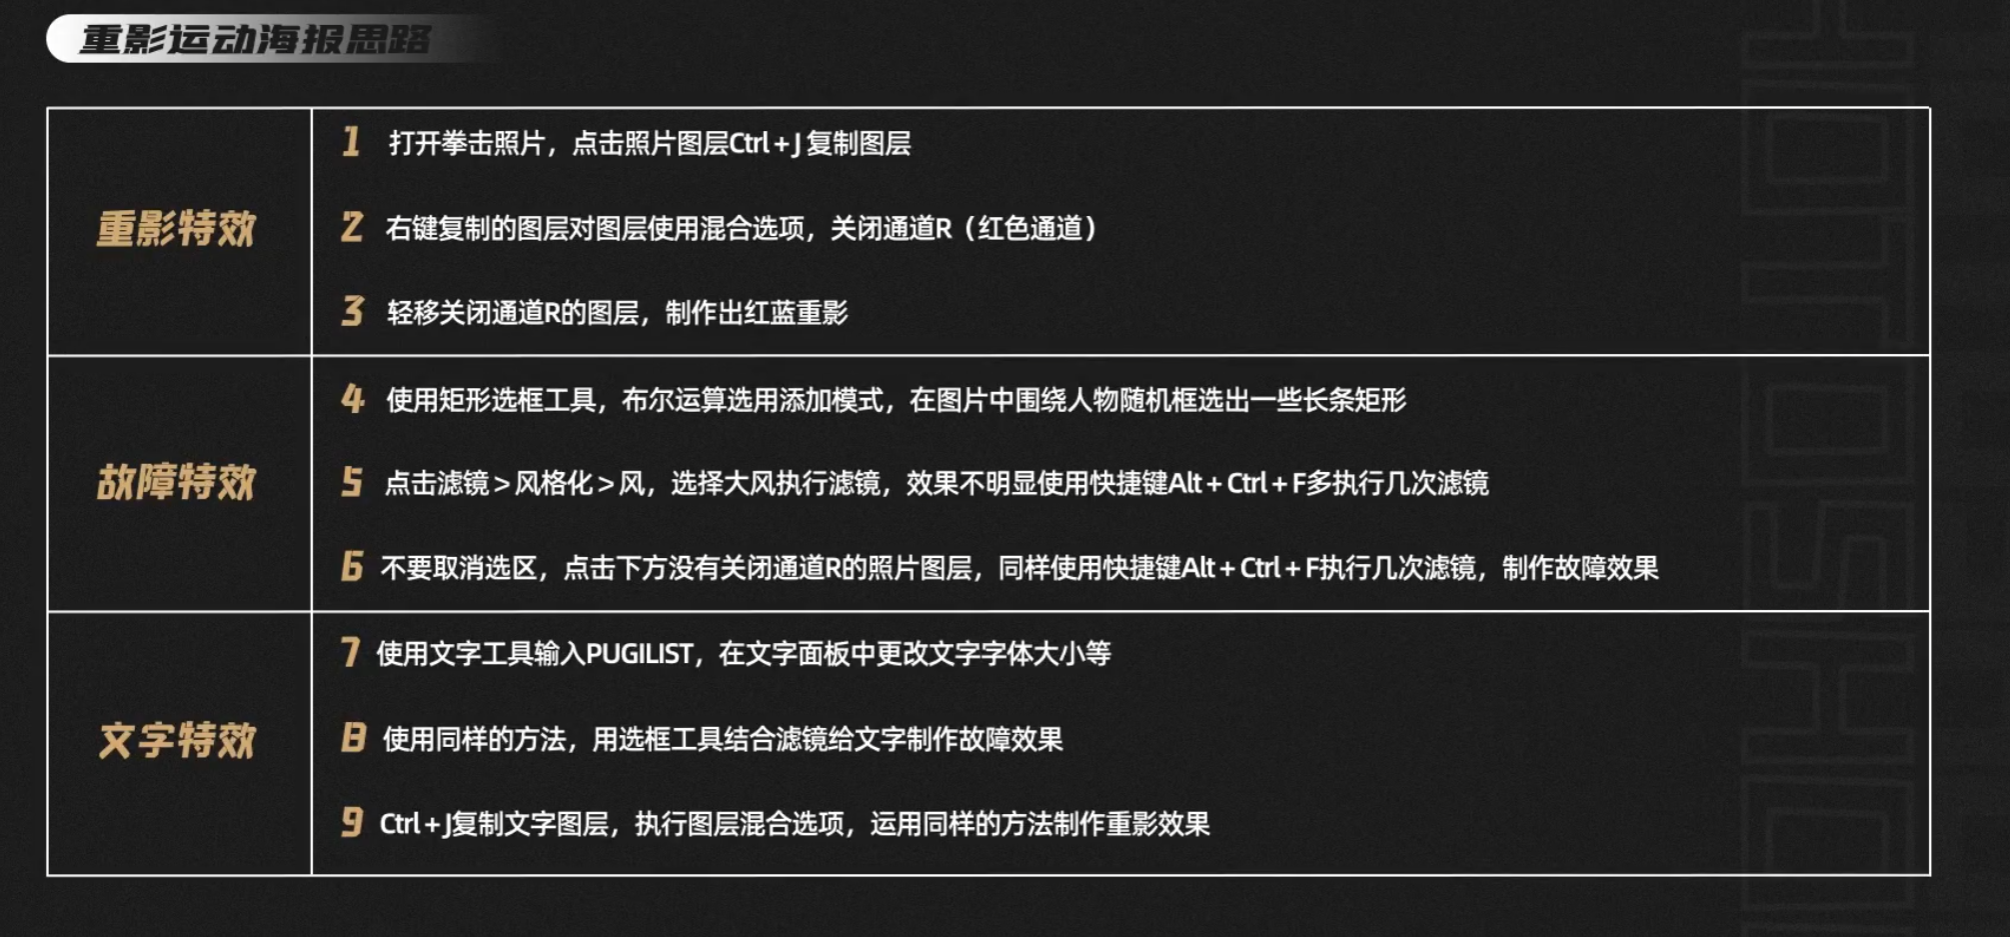 重影运动海报思路
重影特效
1 打开拳击照片，点击照片图层Ctrl+J 复制图层
2 右键复制的图层对图层使用混合选项，关闭通道R（红色通道）
3 轻移关闭通道R的图层，制作出红蓝重影
故障特效
4 使用矩形选框工具，布尔运算选用添加模式，在图片中围绕人物随机框选出一些长条矩形
5 点击滤镜>风格化>风，选择大风执行滤镜，效果不明显使用快捷键Alt+Ctrl+F多执行几次滤镜
6 不要取消选区，点击下方没有关闭通道R的照片图层，同样使用快捷键Alt+Ctrl+F执行几次滤镜，制作故障效果
文字特效
7 使用文字工具输入PUGILIST，在文字面板中更改文字字体大小等
8 使用同样的方法，用选框工具结合滤镜给文字制作故障效果
9 Ctrl+J复制文字图层，执行图层混合选项，运用同样的方法制作重影效果